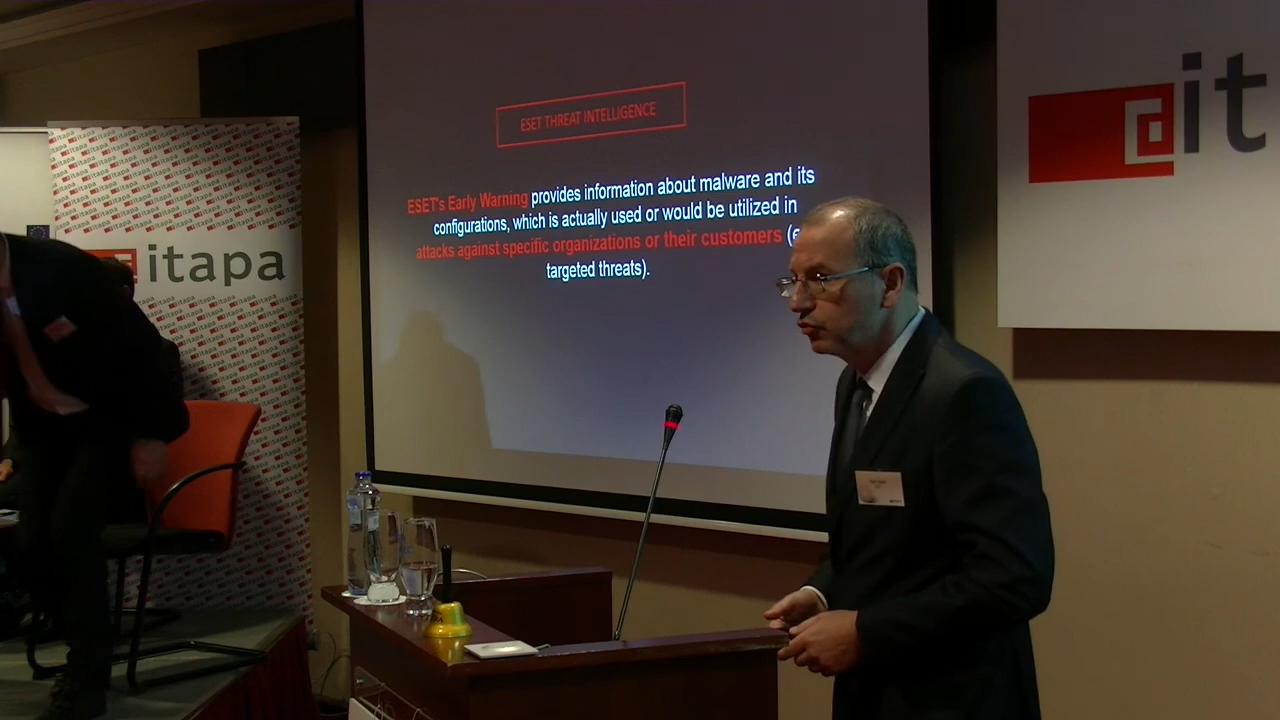 ESET THREAT INTELLIGENCE
ESET's Early Warning provides information about malware and its
configurations, which is actually used or would be utilized in
attacks against specific organizations or their customers (e
targeted threats).
@it
itapa